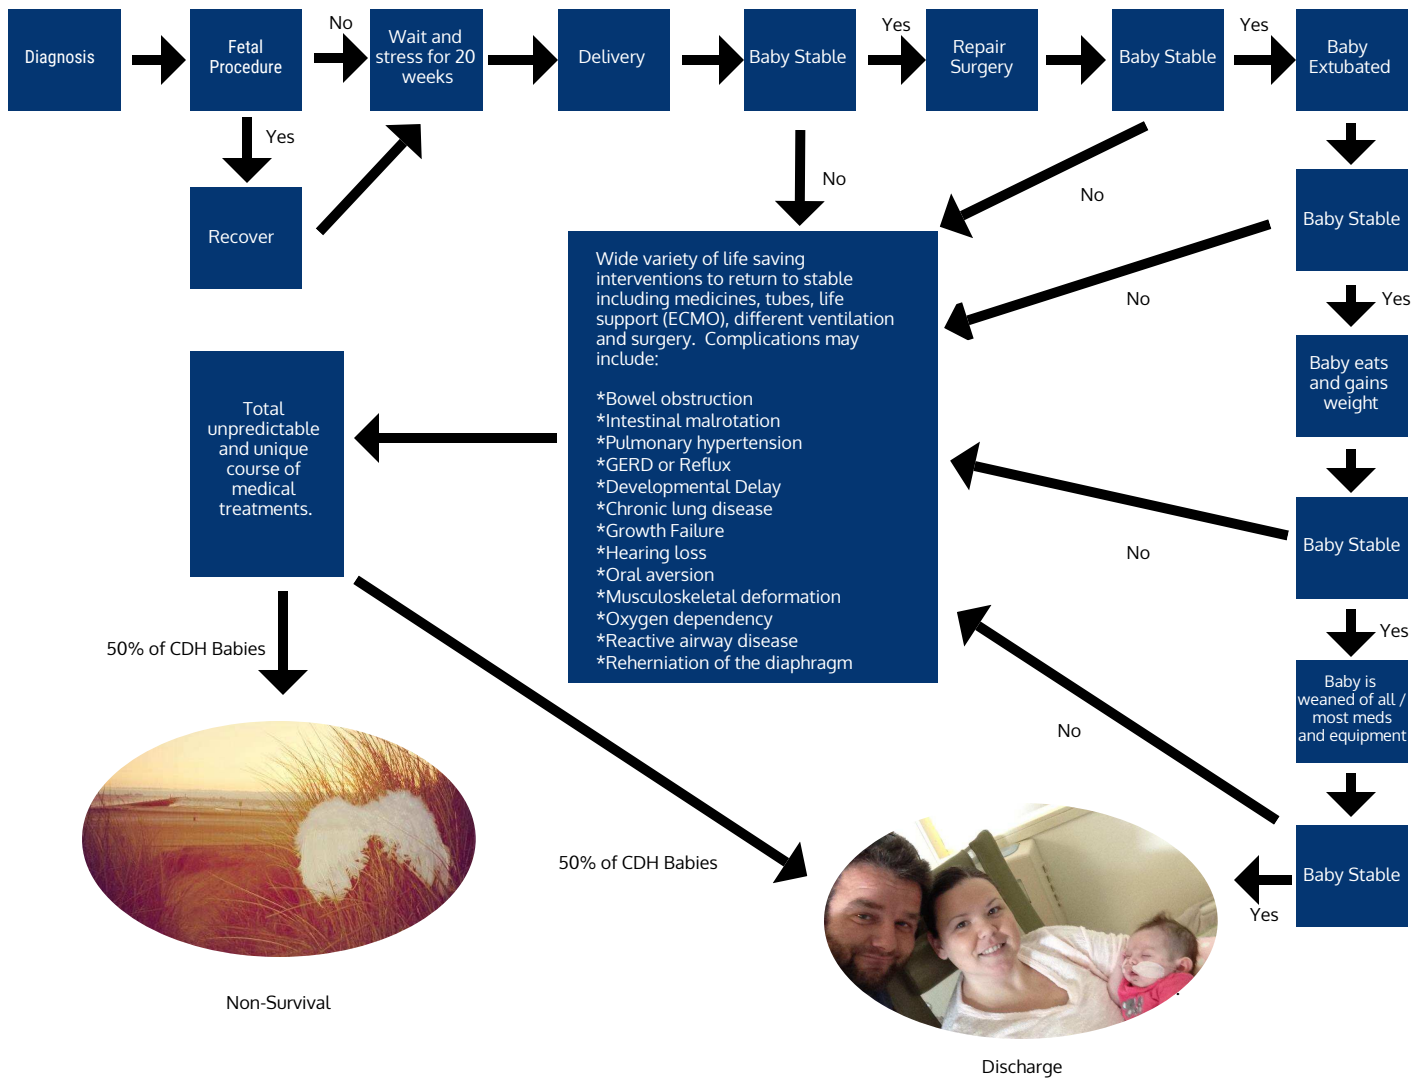 Diagnosis
Fetal
Procedure
No
Wait and
stress for 20
weeks
Delivery
Baby Stable
Yes
Repair
Surgery
Baby Stable
Yes
Baby
Extubated
Yes
Recover
No
No
Baby Stable
No
Yes
Wide variety of life saving
interventions to return to stable
including medicines, tubes, life
support (ECMO), different ventilation
and surgery.  Complications may
include:
*Bowel obstruction
*Intestinal malrotation
*Pulmonary hypertension
*GERD or Reflux
*Developmental Delay
*Chronic lung disease
*Growth Failure
*Hearing loss
*Oral aversion
*Musculoskeletal deformation
*Oxygen dependency
*Reactive airway disease
*Reherniation of the diaphragm
Baby eats
and gains
weight
Total
unpredictable
and unique
course of
medical
treatments.
Baby Stable
No
Yes
50% of CDH Babies
Baby is
weaned of all /
most meds
and equipment
No
50% of CDH Babies
Baby Stable
Yes
Non-Survival
Discharge